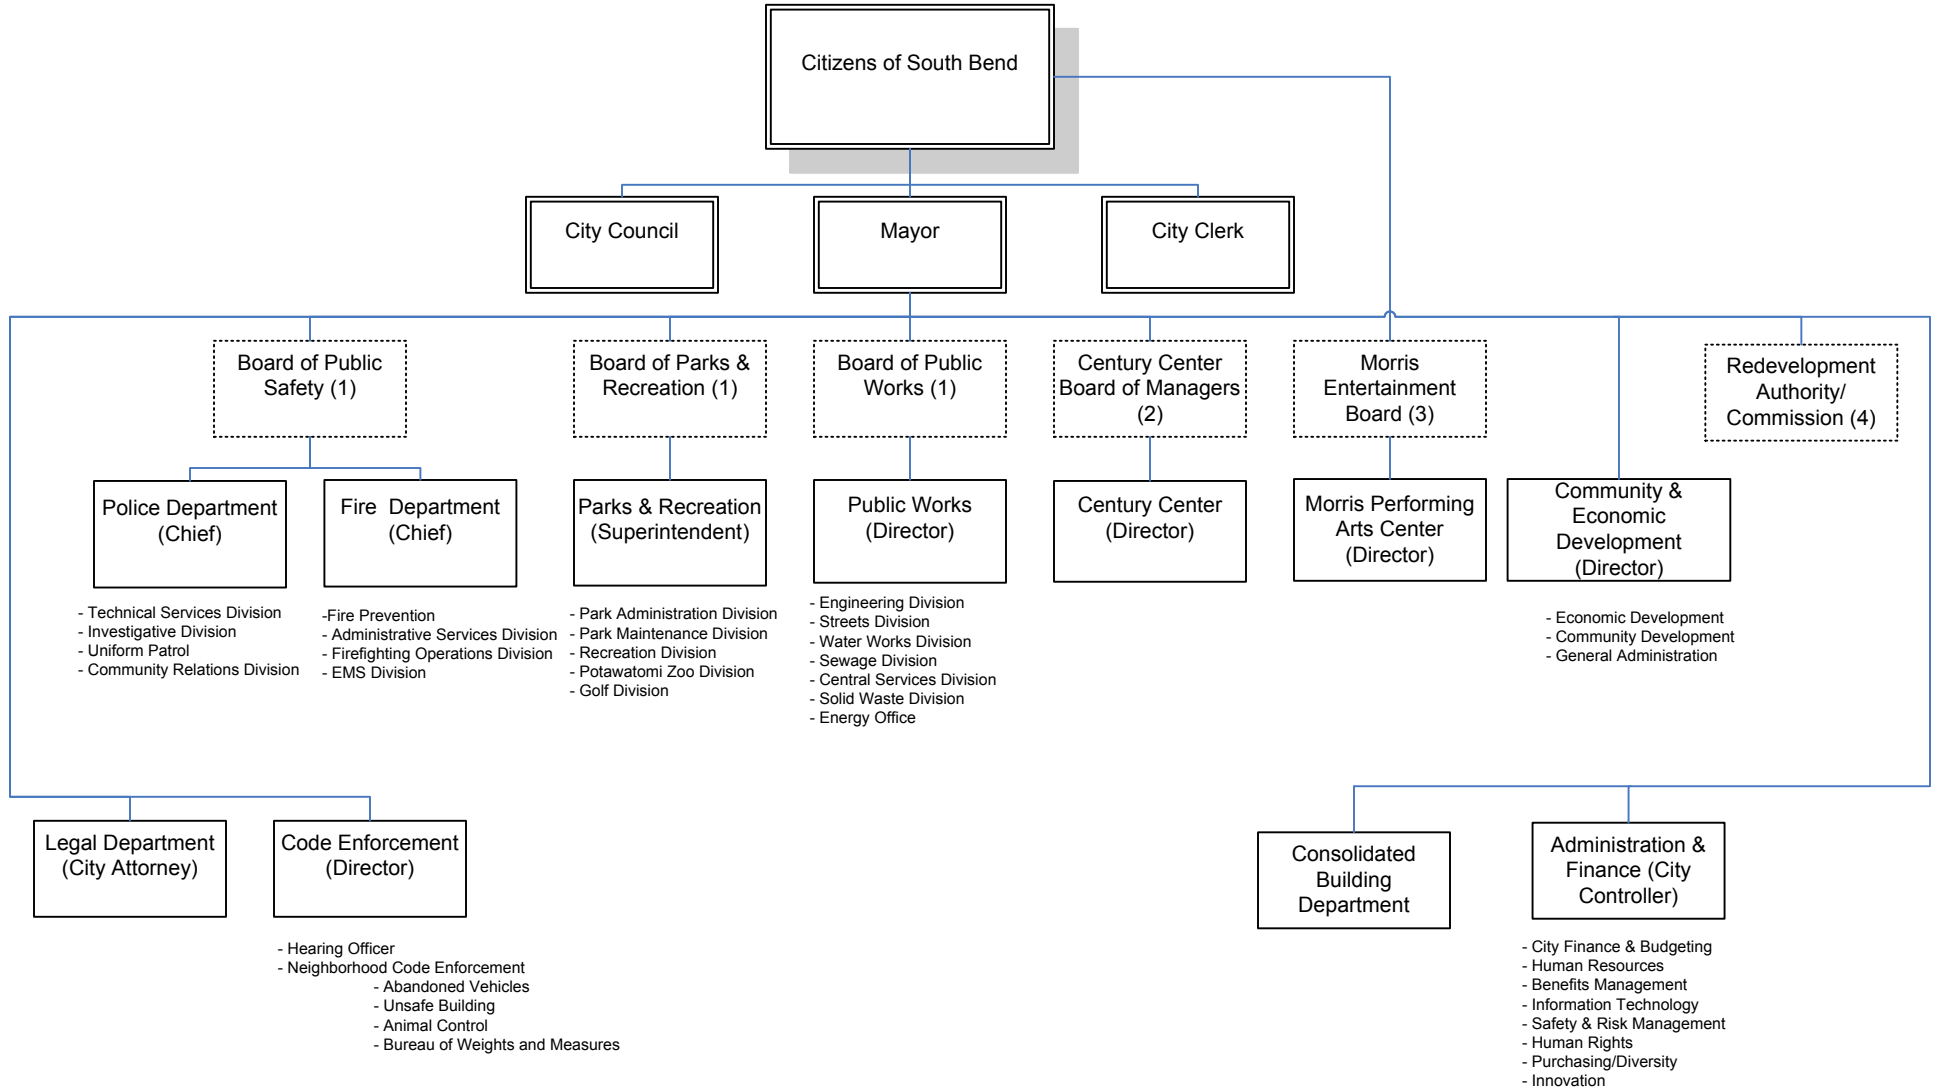 Citizens of South Bend
City Council
Mayor
City Clerk
Board of Public
Safety (1)
Board of Parks &
Recreation (1)
Board of Public
Works (1)
Century Center
Board of Managers
(2)
Morris
Entertainment
Board (3)
Redevelopment
Authority/
Commission (4)
Police Department
(Chief)
Fire  Department
(Chief)
Parks & Recreation
(Superintendent)
Public Works
(Director)
Century Center
(Director)
Morris Performing
Arts Center
(Director)
Community &
Economic
Development
(Director)
- Technical Services Division
- Investigative Division
- Uniform Patrol
- Community Relations Division
-Fire Prevention
- Administrative Services Division
- Firefighting Operations Division
- EMS Division
- Park Administration Division
- Park Maintenance Division
- Recreation Division
- Potawatomi Zoo Division
- Golf Division
- Engineering Division
- Streets Division
- Water Works Division
- Sewage Division
- Central Services Division
- Solid Waste Division
- Energy Office
- Economic Development
- Community Development
- General Administration
Legal Department
(City Attorney)
Code Enforcement
(Director)
Consolidated
Building
Department
Administration &
Finance (City
Controller)
- Hearing Officer
- Neighborhood Code Enforcement
- Abandoned Vehicles
- Unsafe Building
- Animal Control
- Bureau of Weights and Measures
- City Finance & Budgeting
- Human Resources
- Benefits Management
- Information Technology
- Safety & Risk Management
- Human Rights
- Purchasing/Diversity
- Innovation